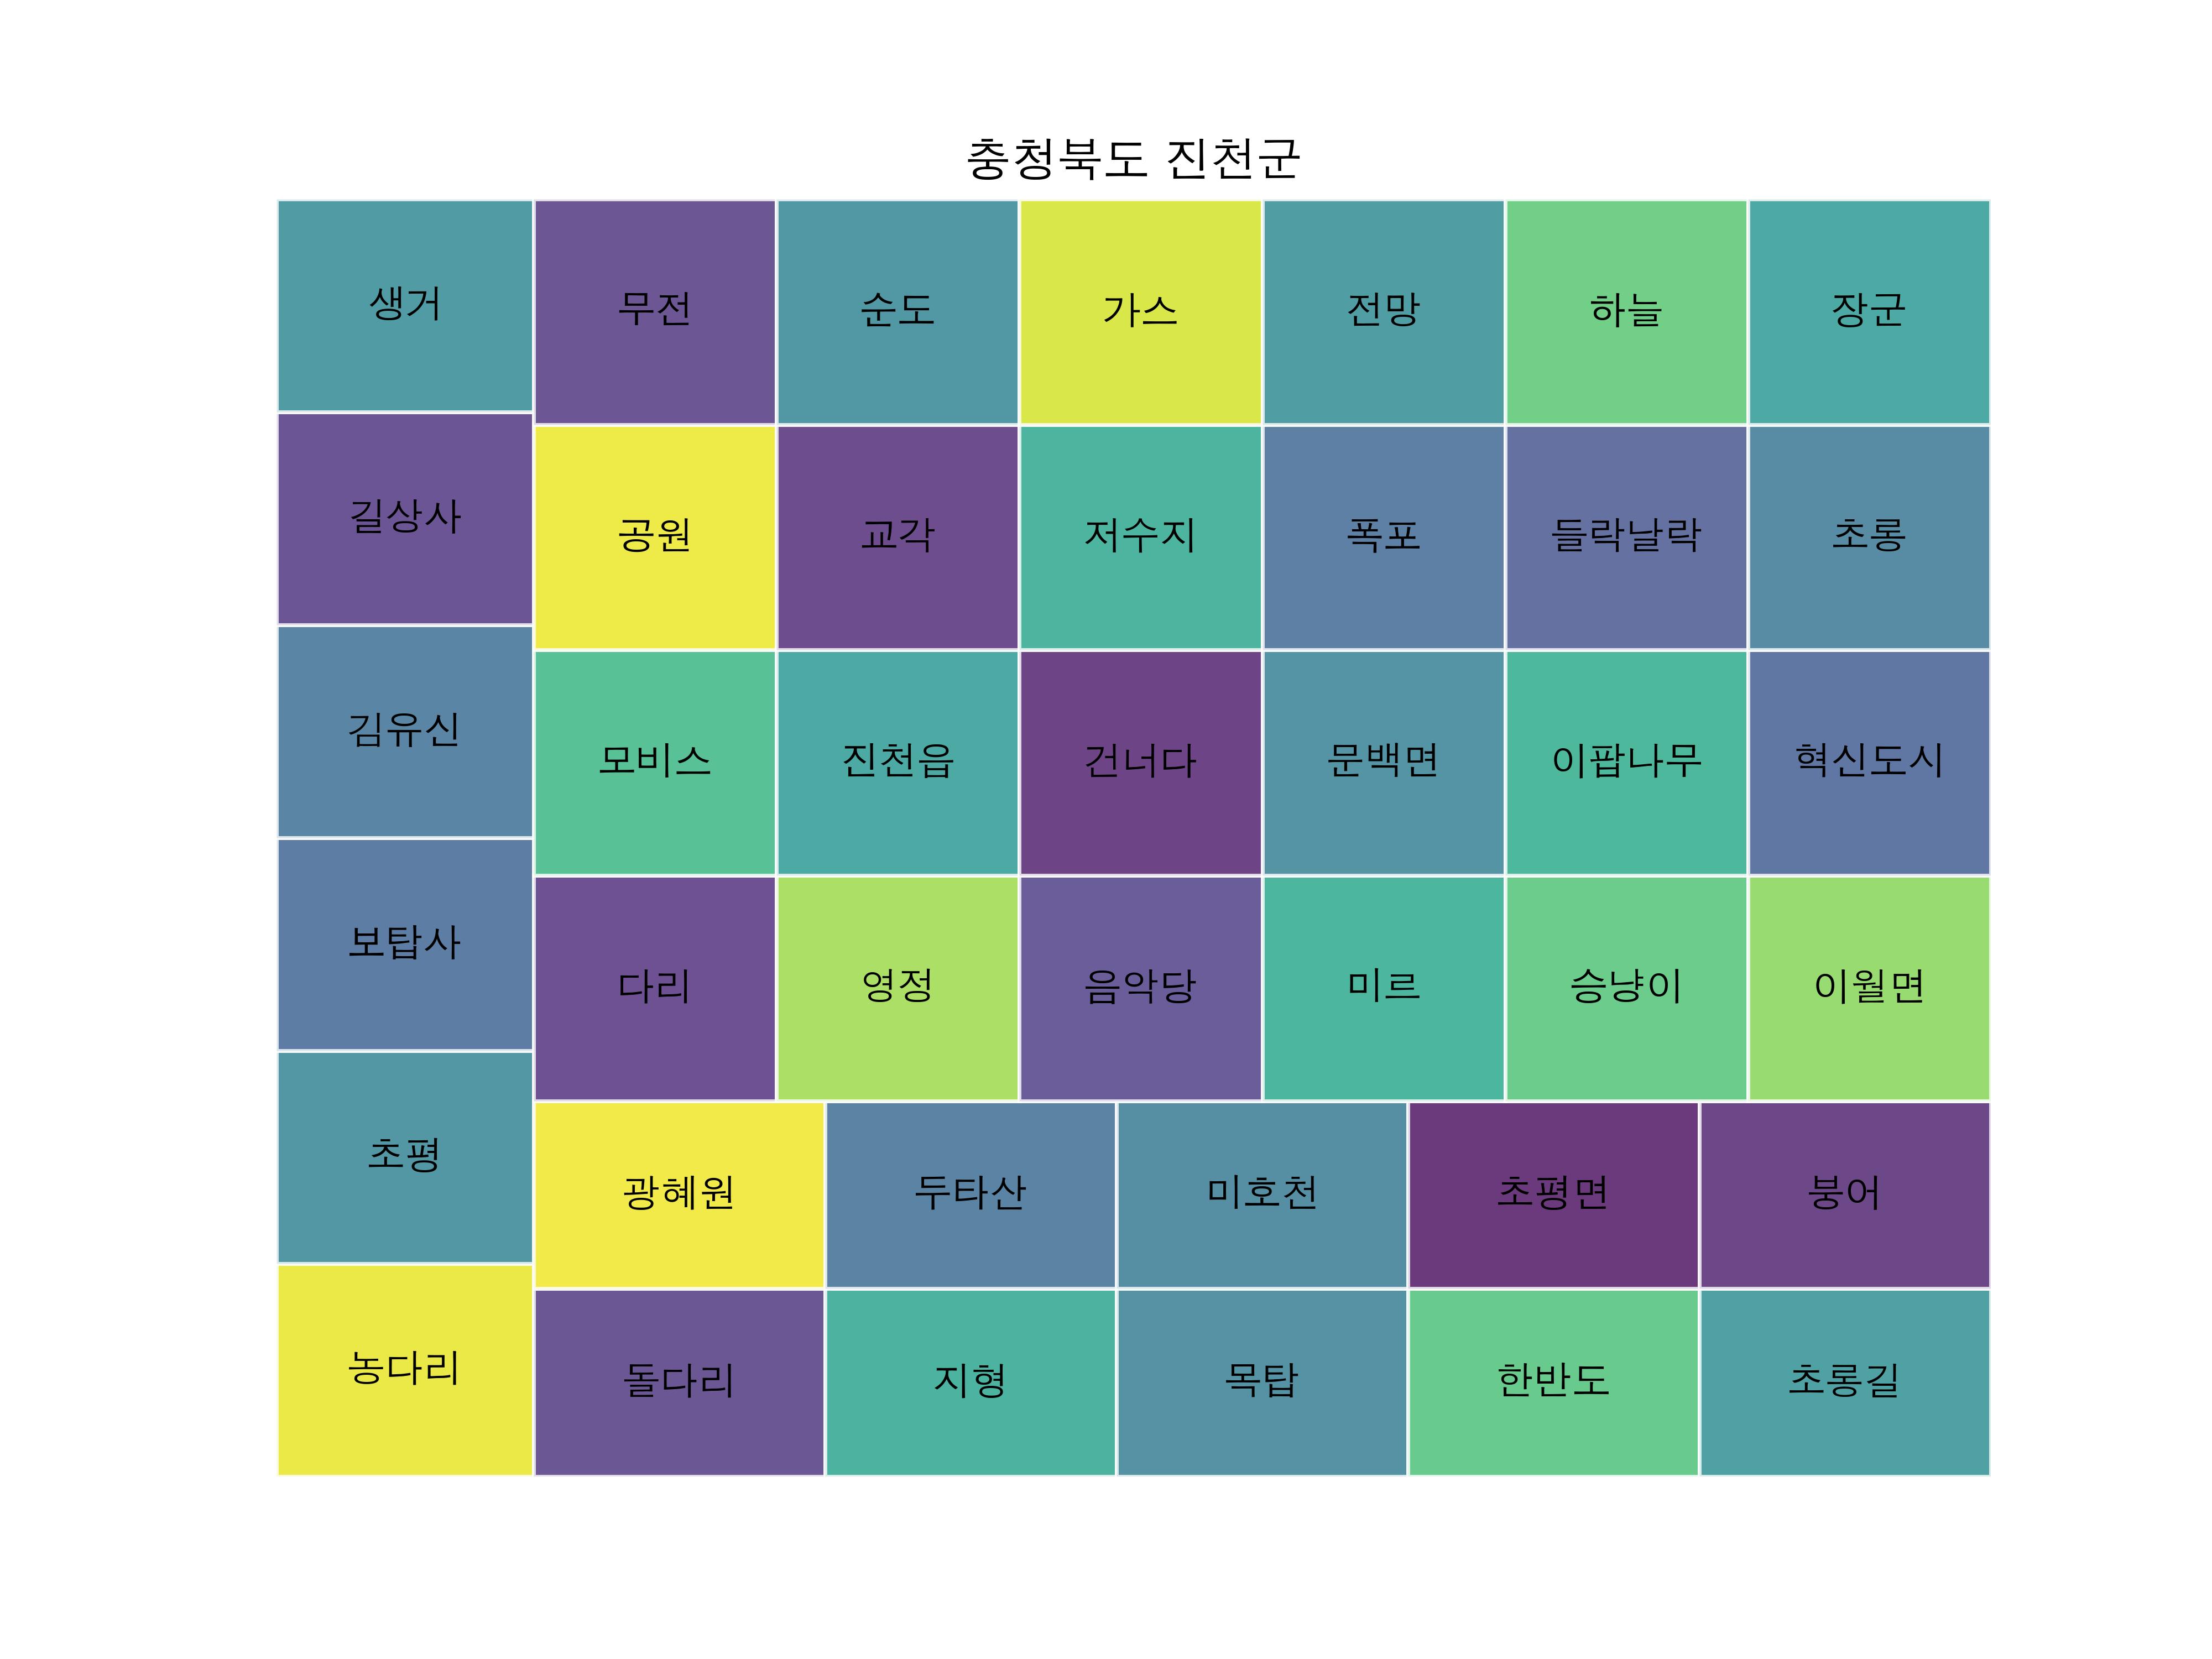 충청북도 진천군
생거
무전
순도
가스
전망
하늘
장군
길상사
공원
교각
저수지
폭포
들락날락
초롱
김유신
모비스
진천읍
건너다
문백면
이팝나무
혁신도시
보탑사
다리
영정
음악당
미르
승냥이
이월면
초평
광혜원
두타산
미호천
초평면
붕어
농다리
돌다리
지형
목탑
한반도
초롱길